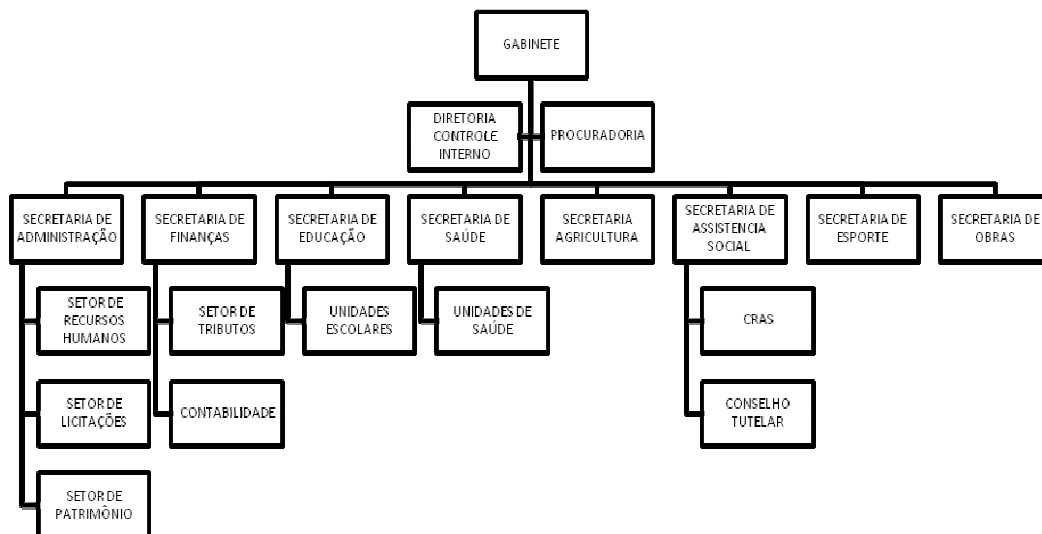 GABINETE
DIRETORIA
CONTROLE
INTERNO
PROCURADORIA
SECRETARIA DE
ADMINISTRAÇÃO
SECRETARIA DE
FINANÇAS
SECRETARIA DE
EDUCAÇÃO
SECRETARIA DE
SAÚDE
SECRETARIA
AGRICULTURA
SECRETARIA DE
ASSISTENCIA
SOCIAL
SECRETARIA DE
ESPORTE
SECRETARIA DE
OBRAS
SETOR DE
RECURSOS
HUMANOS
SETOR DE
TRIBUTOS
UNIDADES
ESCOLARES
UNIDADES DE
SAÚDE
CRAS
SETOR DE
LICITAÇÕES
CONTABILIDADE
CONSELHO
TUTELAR
SETOR DE
PATRIMÔNIO